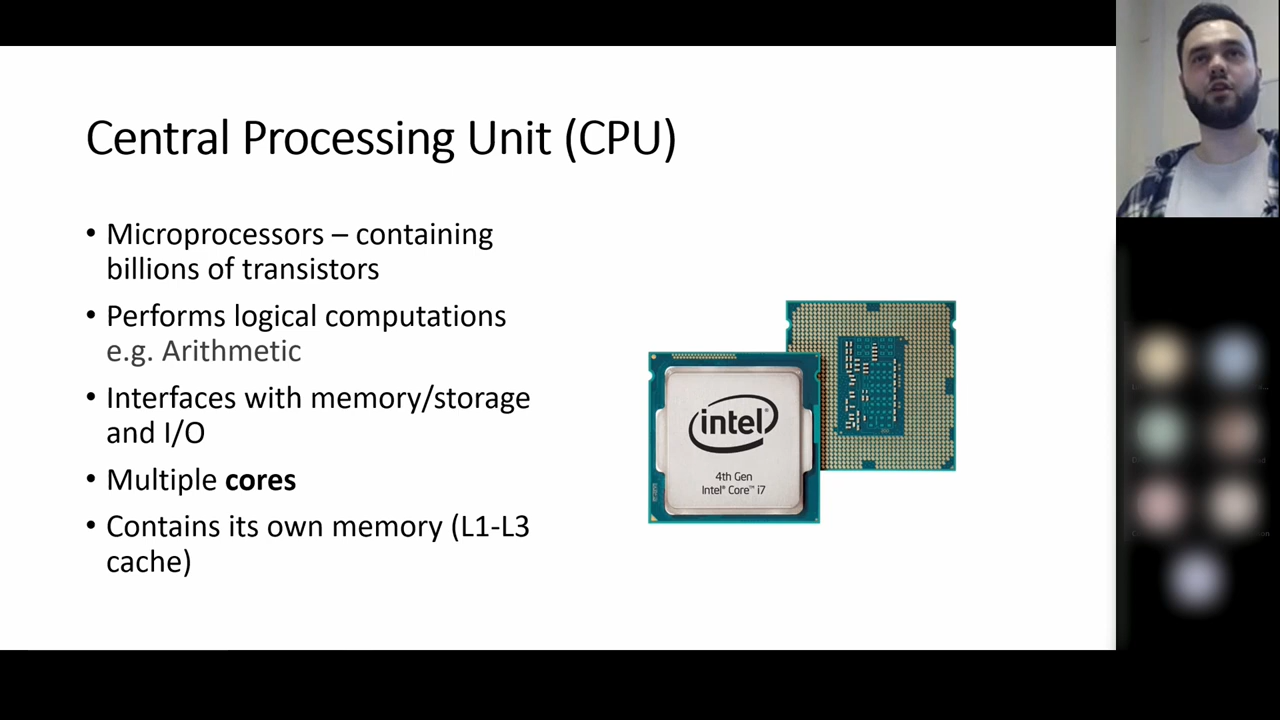 Central Processing Unit (CPU)
• Microprocessors – containing
billions of transistors
• Performs logical computations
e.g. Arithmetic
• Interfaces with memory/storage
and I/O
• Multiple cores
• Contains its own memory (L1-L3
cache)
intel®
4th Gen
Intel® Core™ i7